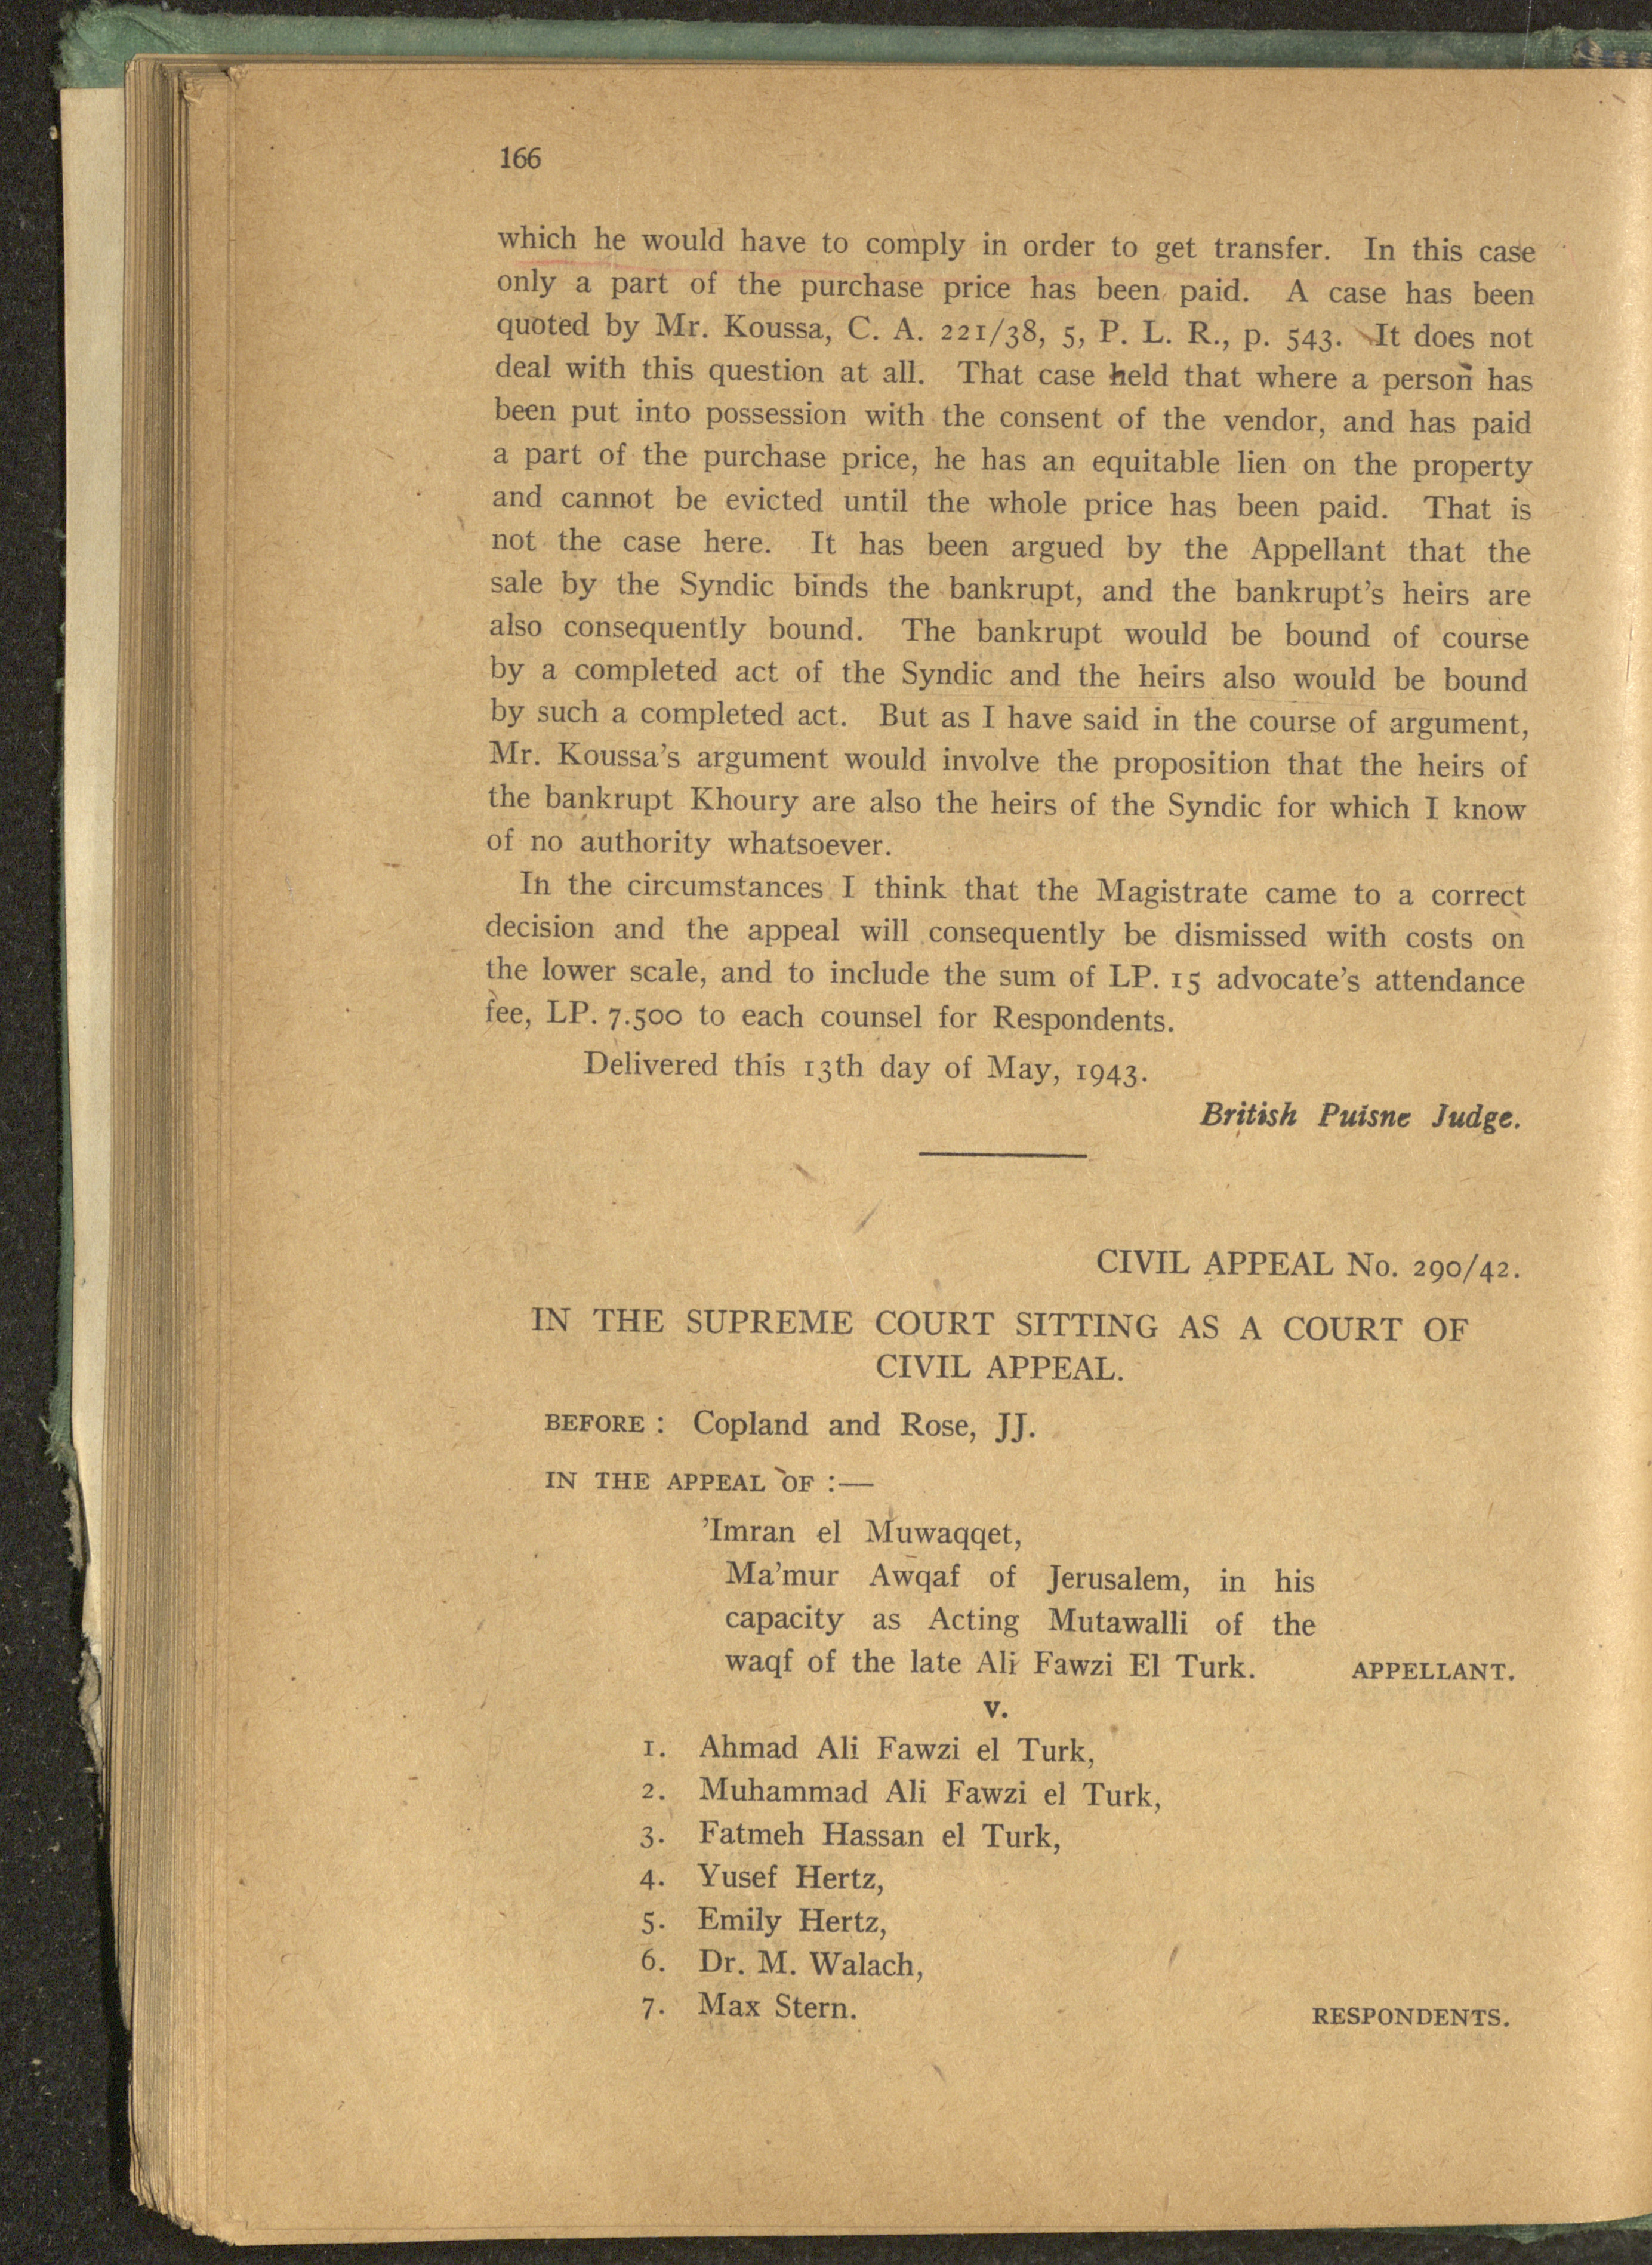 166
which he would have to comply in order to get transfer. In this case
only a part of the purchase price has been paid. A case has been
quoted by Mr. Koussa, C. A. 221/38, 5, P. L. R., p. 543. It does not
deal with this question at all. That case held that where a person has
been put into possession with the consent of the vendor, and has paid
a part of the purchase price, he has an equitable lien on the property
and cannot be evicted until the whole price has been paid. That is
not the case here. It has been argued by the Appellant that the
sale by the Syndic binds the bankrupt, and the bankrupt's heirs are
also consequently bound. The bankrupt would be bound of course
by a completed act of the Syndic and the heirs also would be bound
by such a completed act. But as I have said in the course of argument,
Mr. Koussa's argument would involve the proposition that the heirs of
the bankrupt Khoury are also the heirs of the Syndic for which I know
of no authority whatsoever.
In the circumstances I think that the Magistrate came to a correct
decision and the appeal will consequently be dismissed with costs on
the lower scale, and to include the sum of LP. 15 advocate's attendance
fee, LP. 7.500 to each counsel for Respondents.
Delivered this 13th day of May, 1943.
British Puisne Judge.
CIVIL APPEAL No. 290/42.
IN THE SUPREME COURT SITTING AS A COURT OF
CIVIL APPEAL.
BEFORE : Copland and Rose, JJ.
IN THE APPEAL OF :—
'Imran el Muwaqqet,
Ma'mur Awqaf of Jerusalem, in his
capacity as Acting Mutawalli of the
waqf of the late Ali Fawzi El Turk. APPELLANT.
v.
1. Ahmad Ali Fawzi el Turk,
2. Muhammad Ali Fawzi el Turk,
3. Fatmeh Hassan el Turk,
4. Yusef Hertz,
5. Emily Hertz,
6. Dr. M. Walach,
7. Max Stern. RESPONDENTS.